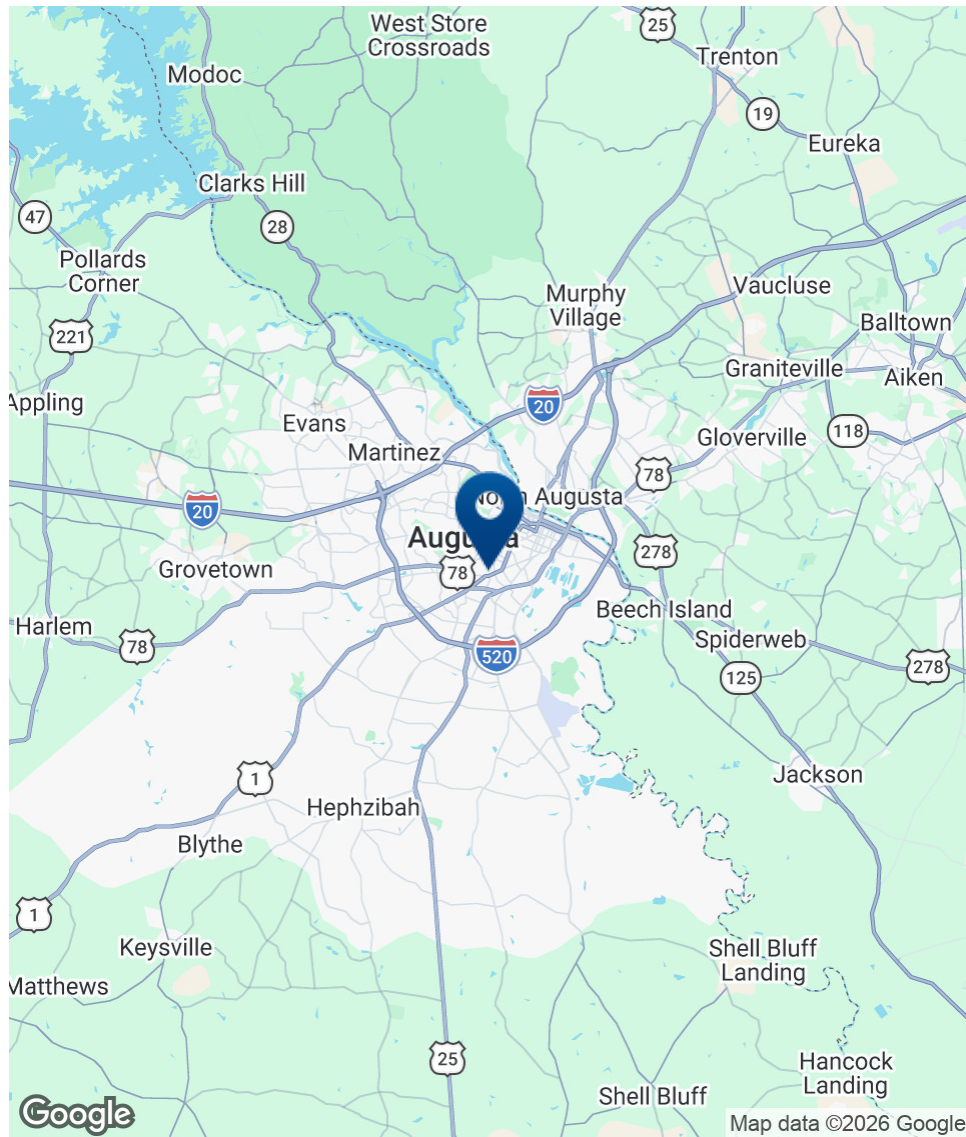 West Store
Crossroads
25
Trenton
Modoc
19
Eureka
Clarks Hill
47
28
Pollards
Corner
Murphy
Village
Vaucluse
221
Balltown
Graniteville
Aiken
Appling
20
Evans
118
Gloverville
Martinez
78
North Augusta
20
Augusta
278
Grovetown
78
Beech Island
Harlem
Spiderweb
78
520
278
125
1
Jackson
Hephzibah
Blythe
1
Keysville
Shell Bluff
Landing
Matthews
25
Hancock
Landing
Shell Bluff
Google
Map data ©2026 Google